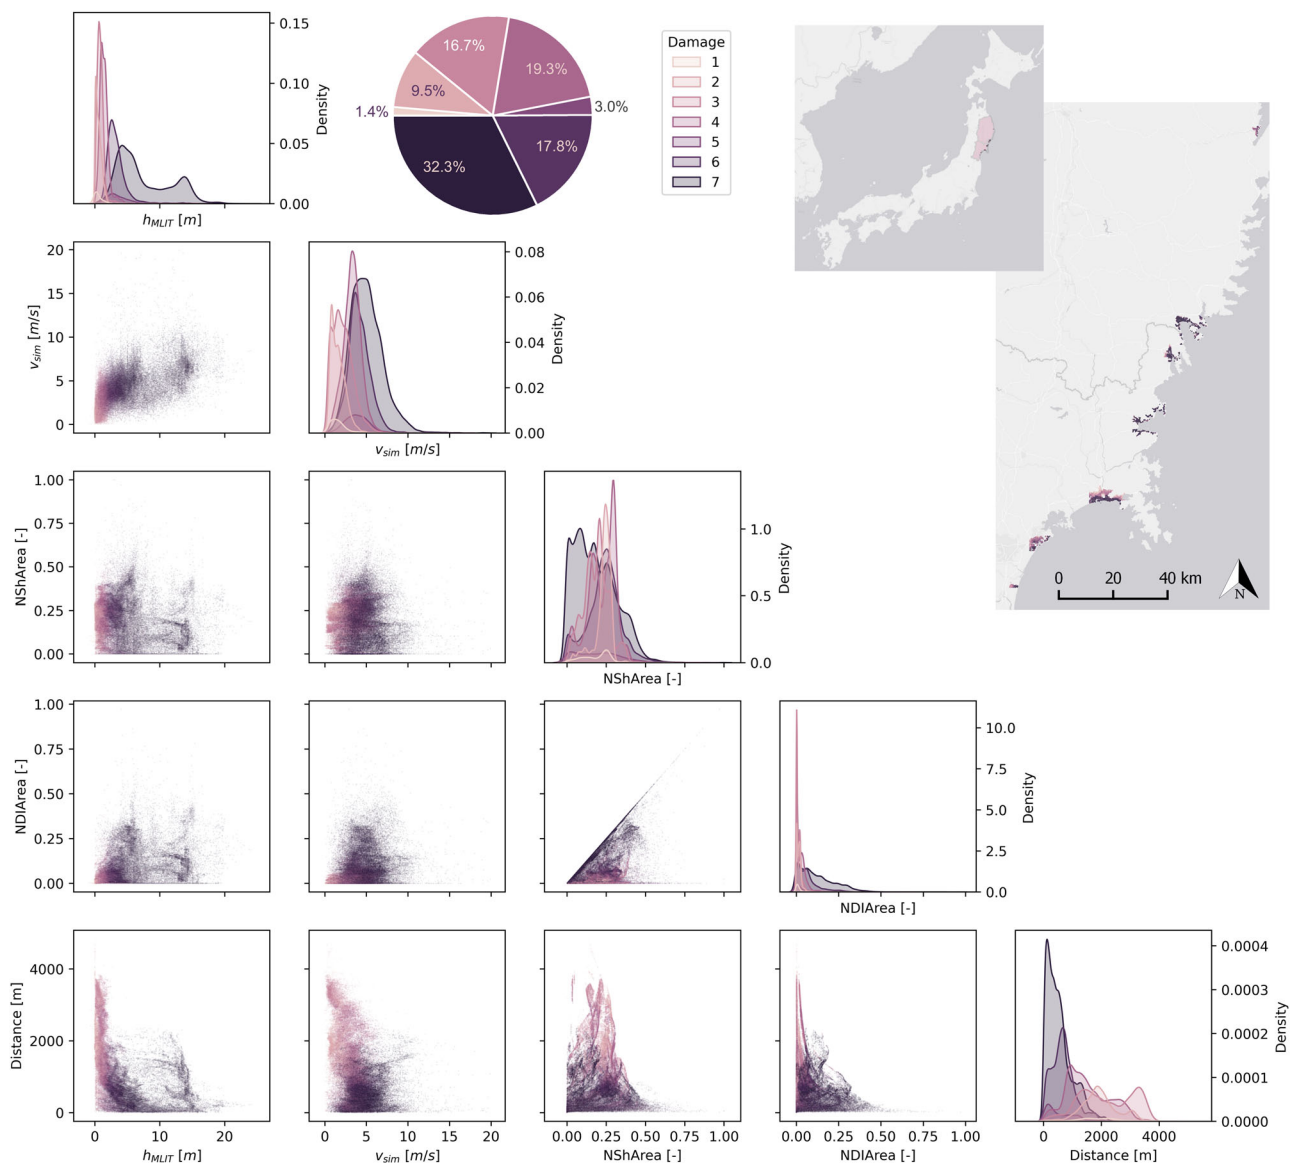 0.15
0.10
0.05
0.00
Density
h_MLIT [m]
16.7%
19.3%
9.5%
3.0%
1.4%
17.8%
32.3%
Damage
1
2
3
4
5
6
7
20
15
10
5
0
v_sim [m/s]
0.08
0.06
0.04
0.02
0.00
Density
v_sim [m/s]
1.00
0.75
0.50
0.25
0.00
NShArea [-]
1.0
0.5
0.0
Density
NShArea [-]
0 20 40 km
N
1.00
0.75
0.50
0.25
0.00
NDIArea [-]
10.0
7.5
5.0
2.5
0.0
Density
NDIArea [-]
4000
2000
0
Distance [m]
0.0004
0.0003
0.0002
0.0001
0.0000
Density
0 10 20
h_MLIT [m]
0 5 10 15 20
v_sim [m/s]
0.00 0.25 0.50 0.75 1.00
NShArea [-]
0.00 0.25 0.50 0.75 1.00
NDIArea [-]
0 2000 4000
Distance [m]